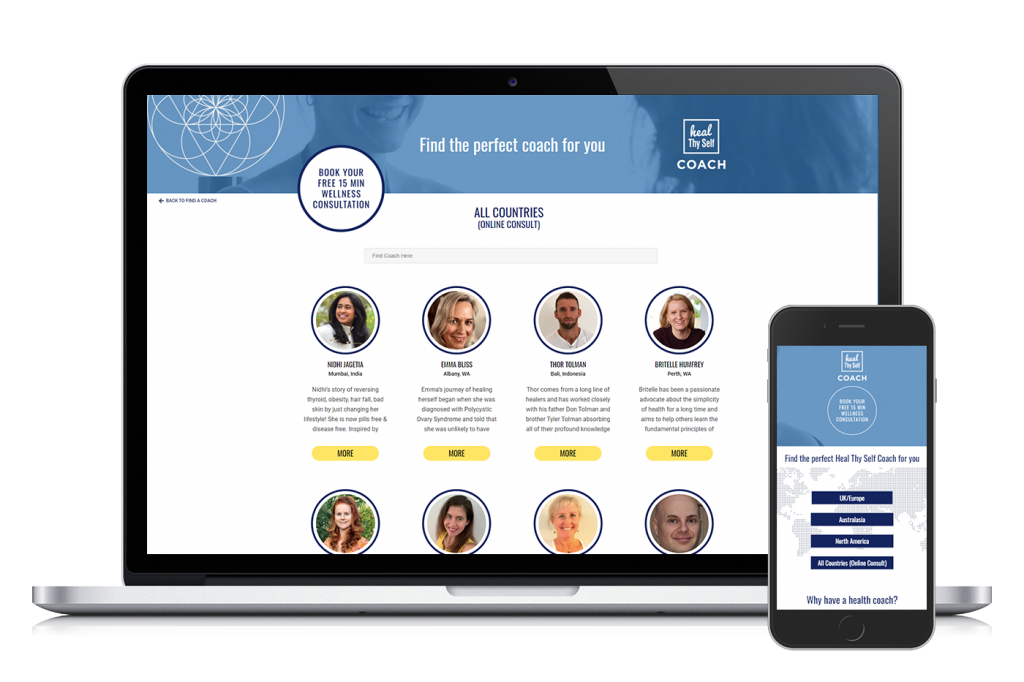 Find the perfect coach for you
heal
Thy Self
COACH
BOOK YOUR
FREE 15 MIN
WELLNESS
CONSULTATION
← BACK TO FIND A COACH
ALL COUNTRIES
(ONLINE CONSULT)
Find Coach Here
NIDHI JAGETIA
Mumbai, India
Nidhi's story of reversing
thyroid, obesity, hair fall, bad
skin by just changing her
lifestyle! She is now pills free &
disease free. Inspired by
MORE
EMMA BLISS
Albany, WA
Emma's journey of healing
herself began when she was
diagnosed with Polycystic
Ovary Syndrome and told that
she was unlikely to have
MORE
THOR TOLMAN
Bali, Indonesia
Thor comes from a long line of
healers and has worked closely
with his father Don Tolman and
brother Tyler Tolman absorbing
all of their profound knowledge
MORE
BRITELLE HUMFREY
Perth, WA
Britelle has been a passionate
advocate about the simplicity
of health for a long time and
aims to help others learn the
fundamental principles of
MORE
heal
Thy Self
COACH
BOOK YOUR
FREE 15 MIN
WELLNESS
CONSULTATION
Find the perfect Heal Thy Self Coach for you
UK/Europe
Australasia
North America
All Countries (Online Consult)
Why have a health coach?